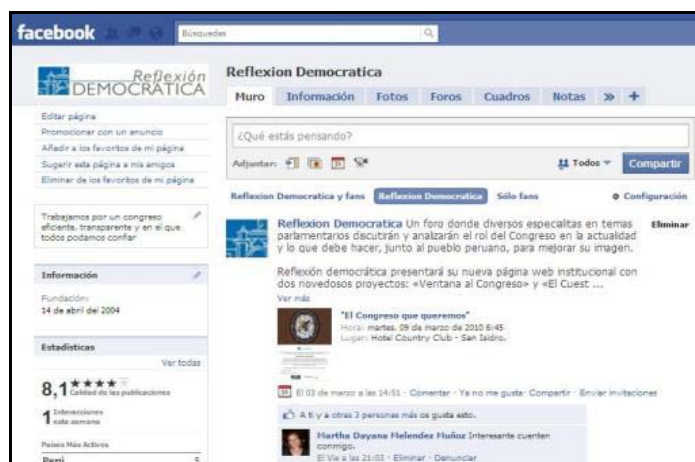 facebook
Búsquedas
Reflexión
DEMOCRÁTICA
Editar página
Promocionar con un anuncio
Añadir a los favoritos de mi página
Sugerir esta página a mis amigos
Eliminar de los favoritos de mi página
Trabajamos por un congreso
eficiente, transparente y en el que
todos podamos confiar
Información
Fundación:
14 de abril del 2004
Estadísticas
Ver todas
8,1 Calidad de las publicaciones
1 Interacciones
esta semana
Países Más Activos
Perú 5
Reflexion Democratica
Muro Información Fotos Foros Cuadros Notas » +
¿Qué estás pensando?
Adjuntar: 31 Todos Compartir
Reflexion Democratica y fans Reflexion Democratica Sólo fans Configuración
Reflexion Democratica Un foro donde diversos especialitas en temas Eliminar
parlamentarios discutirán y analizarán el rol del Congreso en la actualidad
y lo que debe hacer, junto al pueblo peruano, para mejorar su imagen.
Reflexión democrática presentará su nueva página web institucional con
dos novedosos proyectos: «Ventana al Congreso» y «El Cuest ...
Ver más
"El Congreso que queremos"
Hora: martes, 09 de marzo de 2010 6:45
Lugar: Hotel Country Club - San Isidro.
31 El 03 de marzo a las 14:51 · Comentar · Ya no me gusta · Compartir · Enviar invitaciones
A ti y a otras 3 personas más os gusta esto.
Martha Dayana Melendez Muñoz Interesante cuenten
conmigo.
El Vie a las 21:03 · Eliminar · Denunciar